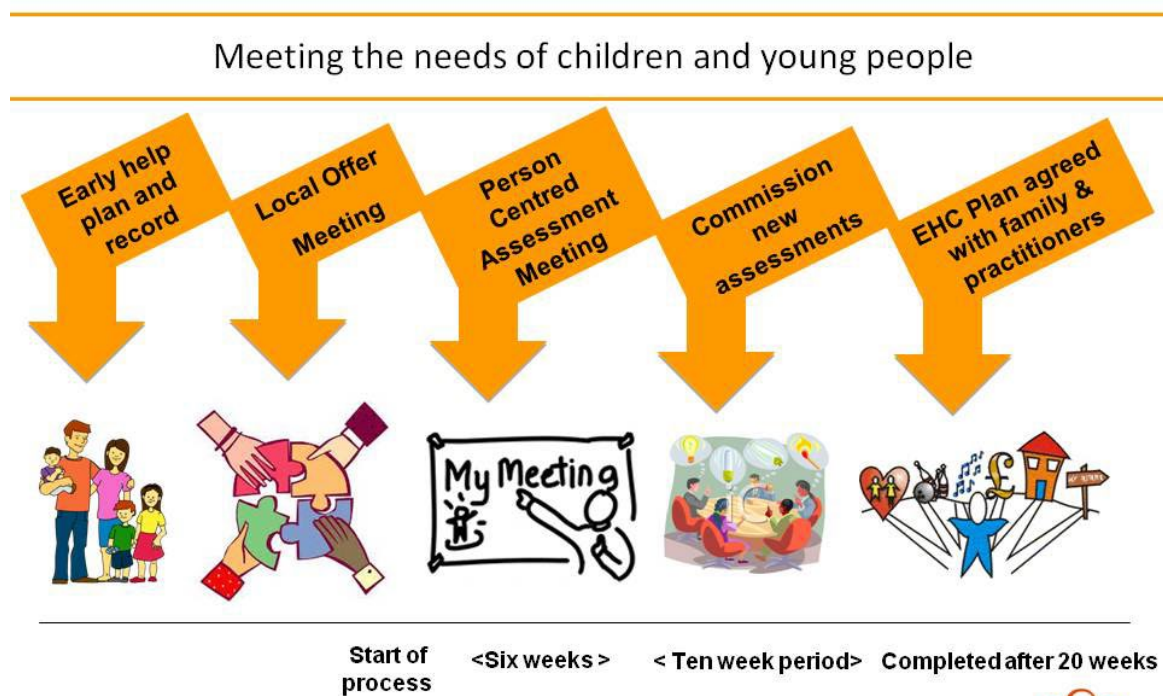 Meeting the needs of children and young people
Early help
plan and
record
Local Offer
Meeting
Person
Centred
Assessment
Meeting
Commission
new
assessments
EHC Plan agreed
with family &
practitioners
My Meeting
Start of
process
<Six weeks >
< Ten week period>
Completed after 20 weeks